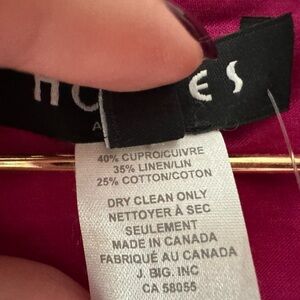 40% CUPRO/CUIVRE
35% LINEN/LIN
25% COTTON/COTON
DRY CLEAN ONLY
NETTOYER À SEC
SEULEMENT
MADE IN CANADA
FABRIQUÉ AU CANADA
J. BIG. INC
CA 58055